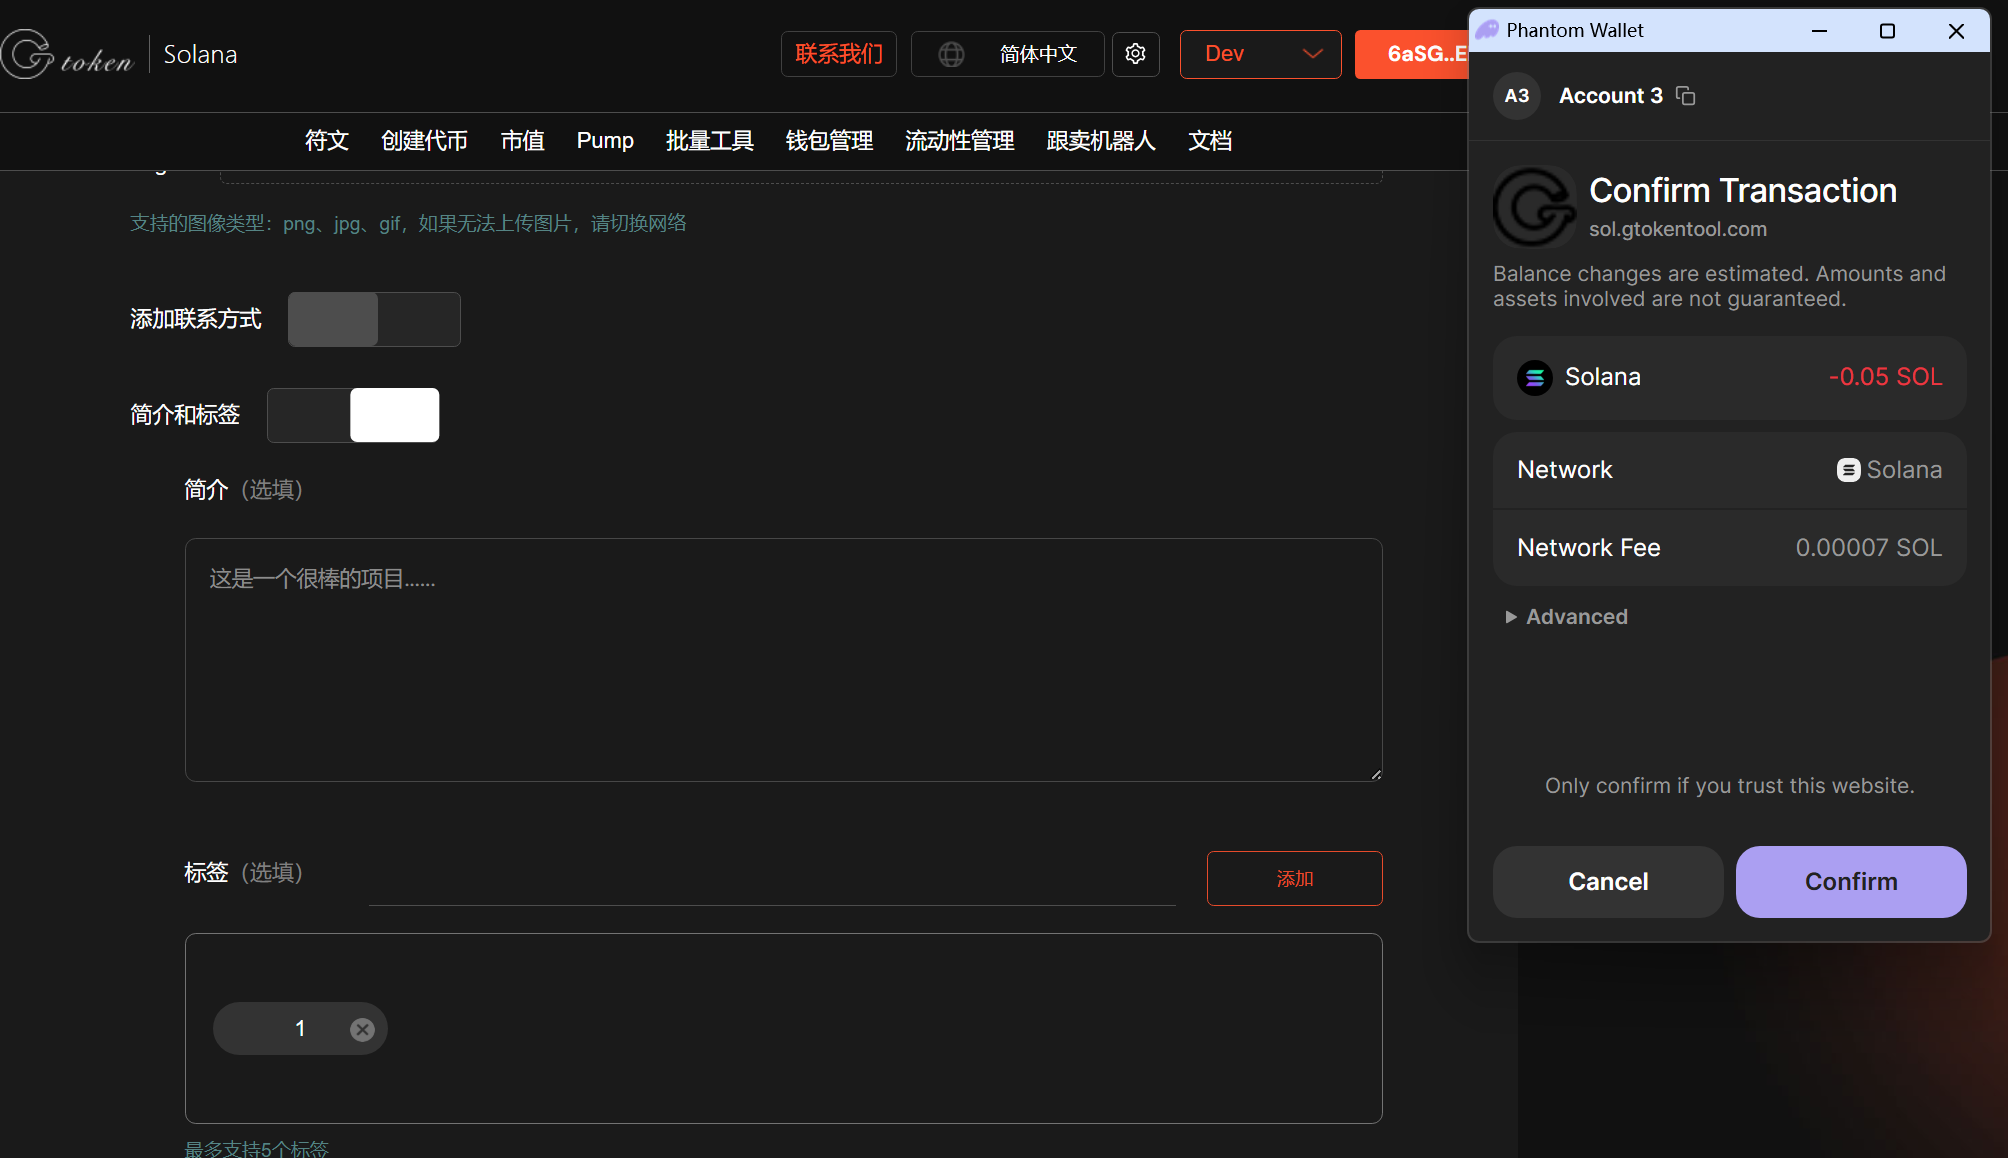 G token
Solana
联系我们
简体中文
Dev
6aSG..E
符文
创建代币
市值
Pump
批量工具
钱包管理
流动性管理
跟卖机器人
文档
支持的图像类型：png、jpg、gif，如果无法上传图片，请切换网络
添加联系方式
简介和标签
简介（选填）
这是一个很棒的项目......
标签（选填）
添加
1
最多支持5个标签
Phantom Wallet
A3
Account 3
Confirm Transaction
sol.gtokentool.com
Balance changes are estimated. Amounts and
assets involved are not guaranteed.
Solana
-0.05 SOL
Network
Solana
Network Fee
0.00007 SOL
Advanced
Only confirm if you trust this website.
Cancel
Confirm